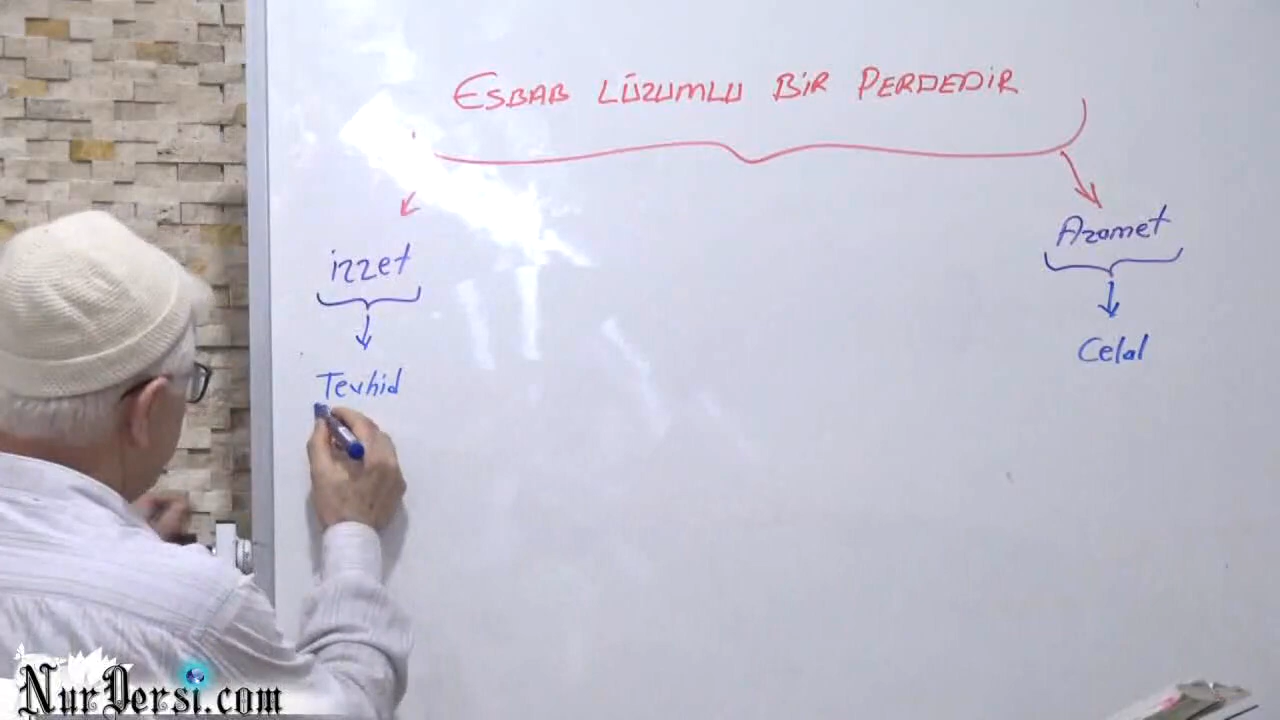 ESBAB LÜZUMLU BİR PERDEDİR
izzet
Azamet
Tevhid
Celal
NurDersi.com